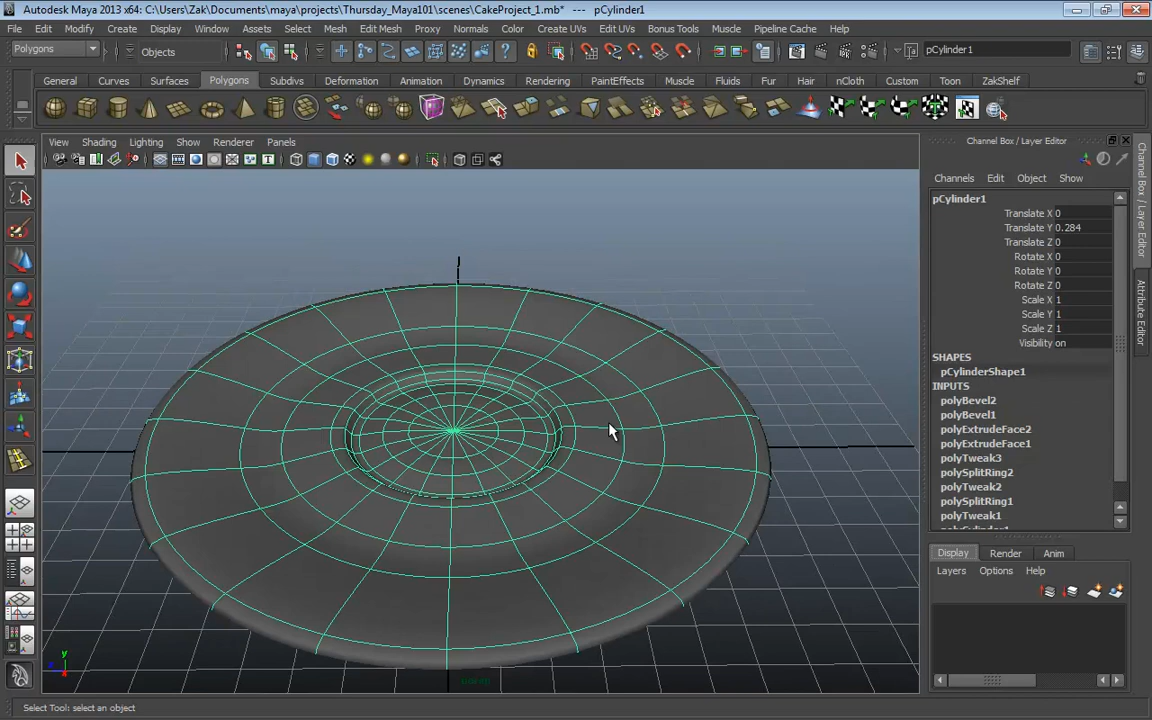 Autodesk Maya 2013 x64: C:\Users\Zak\Documents\maya\projects\Thursday_Maya101\scenes\CakeProject_1.mb* --- pCylinder1
File Edit Modify Create Display Window Assets Select Mesh Edit Mesh Proxy Normals Color Create UVs Edit UVs Bonus Tools Muscle Pipeline Cache Help
Polygons Objects pCylinder1
General Curves Surfaces Polygons Subdivs Deformation Animation Dynamics Rendering PaintEffects Muscle Fluids Fur Hair nCloth Custom Toon ZakShelf
View Shading Lighting Show Renderer Panels
Channel Box / Layer Editor
Channels Edit Object Show
pCylinder1
Translate X 0
Translate Y 0.284
Translate Z 0
Rotate X 0
Rotate Y 0
Rotate Z 0
Scale X 1
Scale Y 1
Scale Z 1
Visibility on
SHAPES
pCylinderShape1
INPUTS
polyBevel2
polyBevel1
polyExtrudeFace2
polyExtrudeFace1
polyTweak3
polySplitRing2
polyTweak2
polySplitRing1
polyTweak1
Display Render Anim
Layers Options Help
Channel Box / Layer Editor
Attribute Editor
y
x
Select Tool: select an object